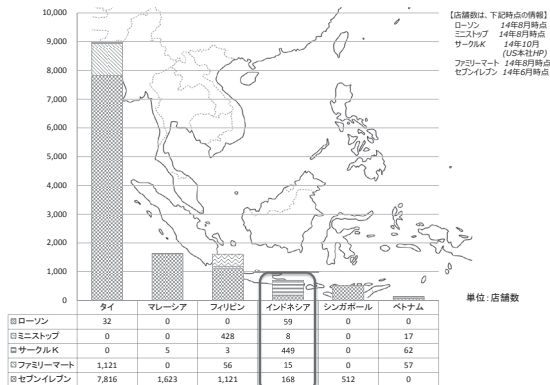 10,000
9,000
8,000
7,000
6,000
5,000
4,000
3,000
2,000
1,000
0
【店舗数は、下記時点の情報】
ローソン 14年8月時点
ミニストップ 14年8月時点
サークルK 14年10月
(US本社HP)
ファミリーマート 14年8月時点
セブンイレブン 14年6月時点
単位:店舗数
タイ マレーシア フィリピン インドネシア シンガポール ベトナム
ローソン 32 0 0 59 0 0
ミニストップ 0 0 428 8 0 17
サークルK 0 5 3 449 0 62
ファミリーマート 1,121 0 56 15 0 57
セブンイレブン 7,816 1,623 1,121 168 512 0